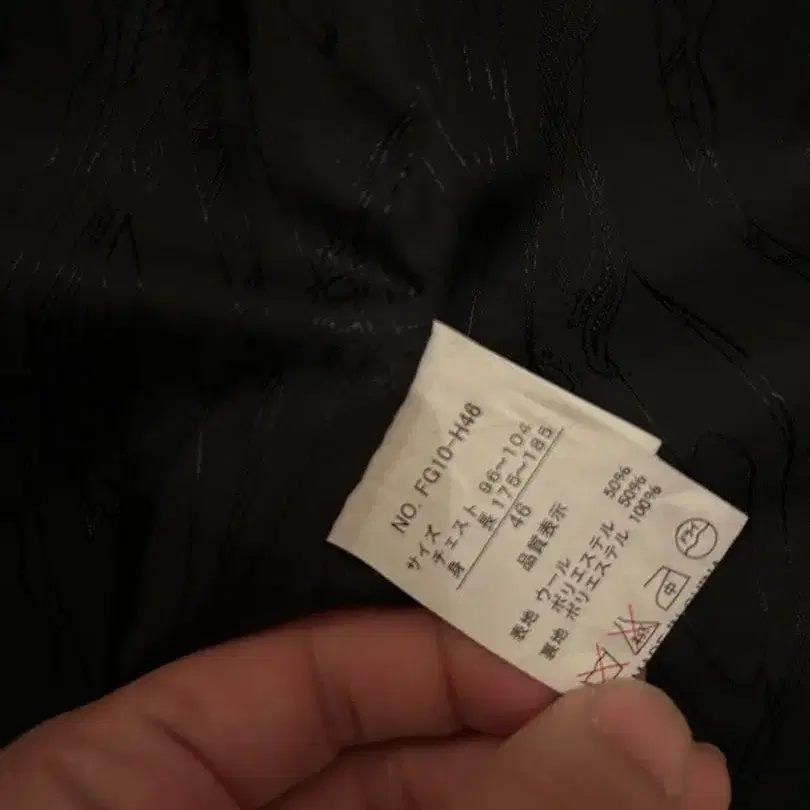 NO. FG10-H46
サイズ
チェスト 96~104
身 長 175~185
46
品質表示
表地 ウール 50%
ポリエステル 50%
裏地 ポリエステル 100%
中